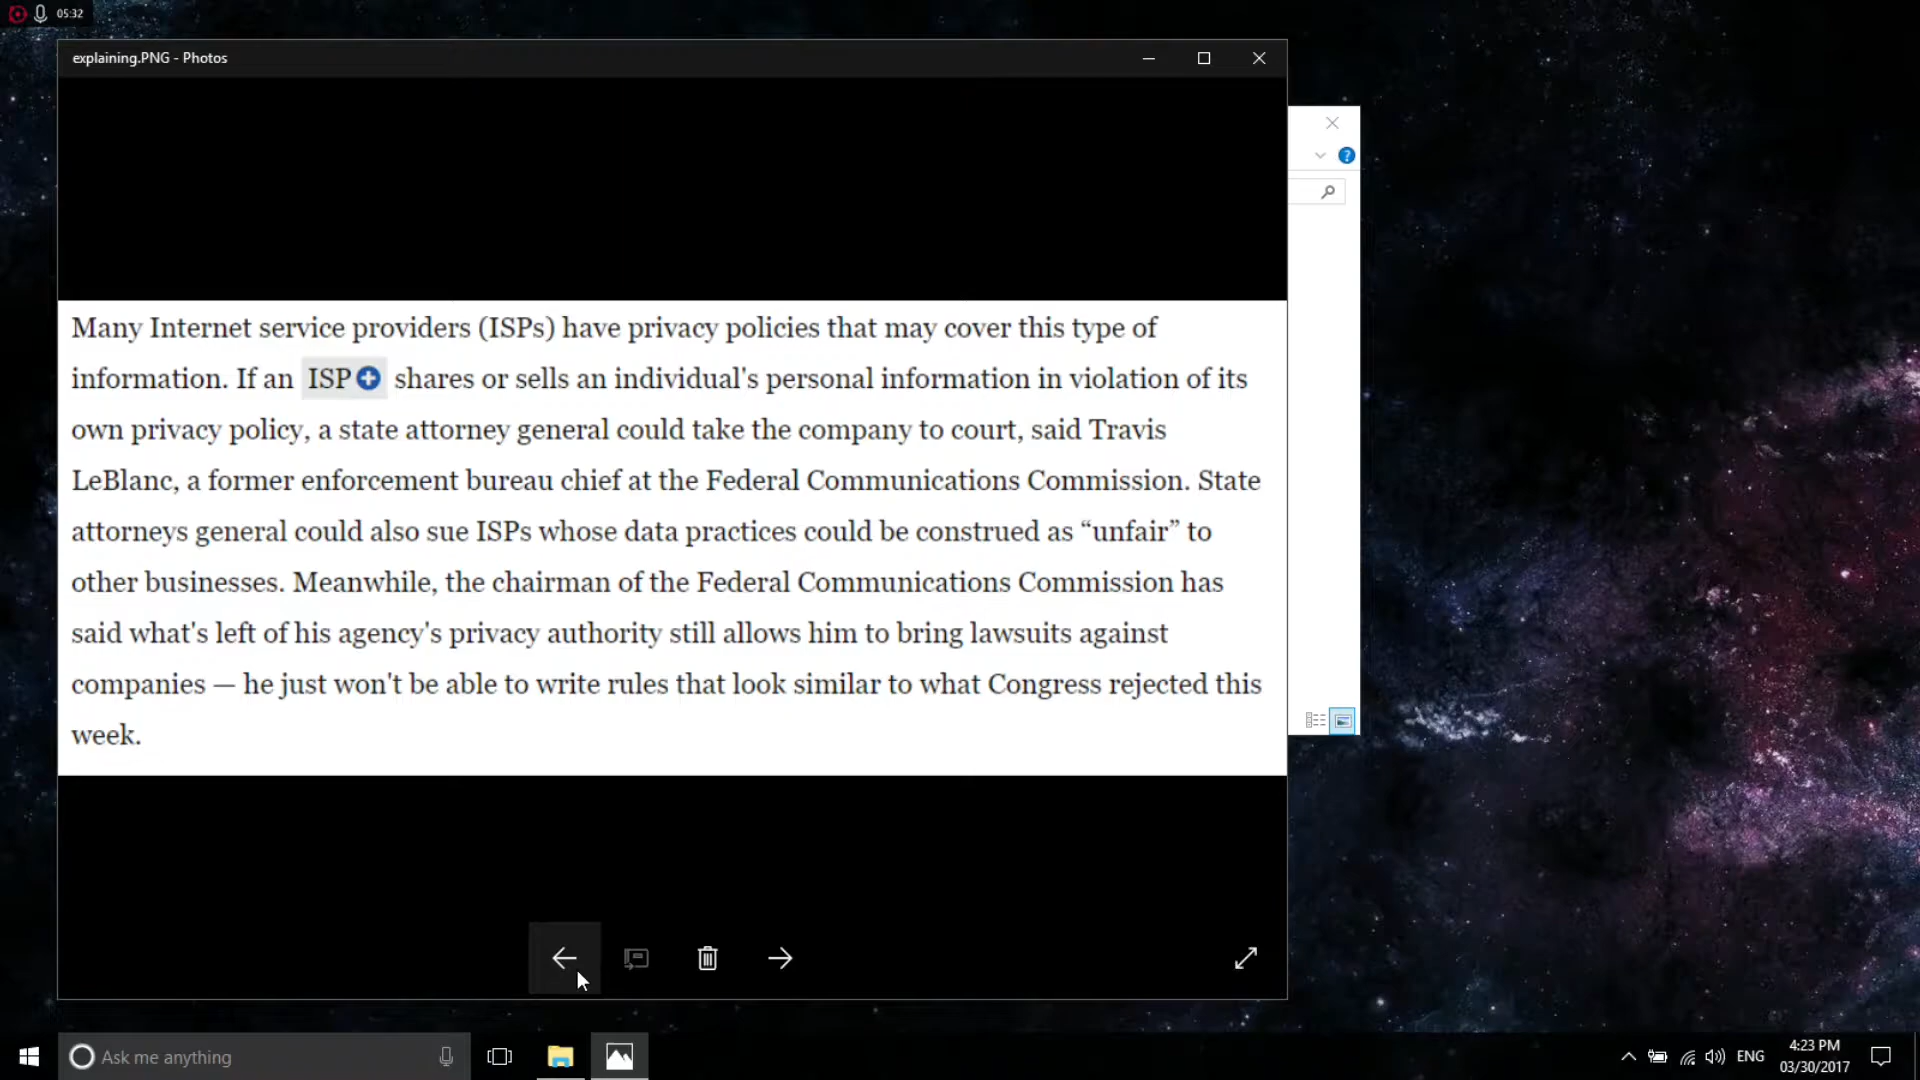 05:32
explaining.PNG - Photos
Many Internet service providers (ISPs) have privacy policies that may cover this type of
information. If an ISP shares or sells an individual's personal information in violation of its
own privacy policy, a state attorney general could take the company to court, said Travis
LeBlanc, a former enforcement bureau chief at the Federal Communications Commission. State
attorneys general could also sue ISPs whose data practices could be construed as “unfair” to
other businesses. Meanwhile, the chairman of the Federal Communications Commission has
said what's left of his agency's privacy authority still allows him to bring lawsuits against
companies — he just won't be able to write rules that look similar to what Congress rejected this
week.
Ask me anything
ENG
4:23 PM
03/30/2017